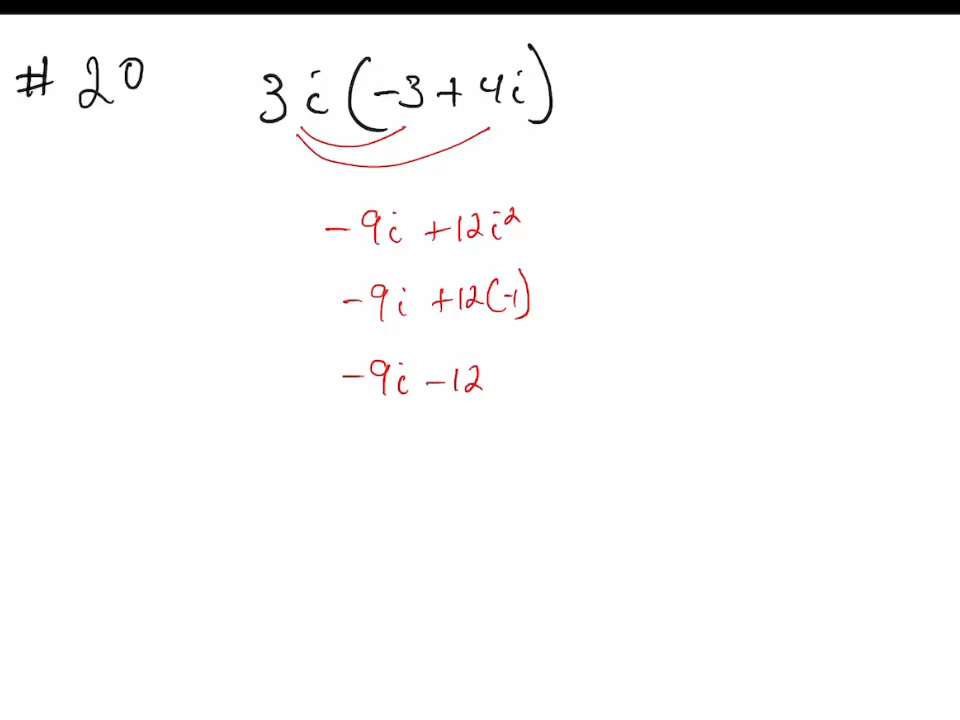 # 20 3i(-3+4i)
-9i +12i²
-9i +12(-1)
-9i -12